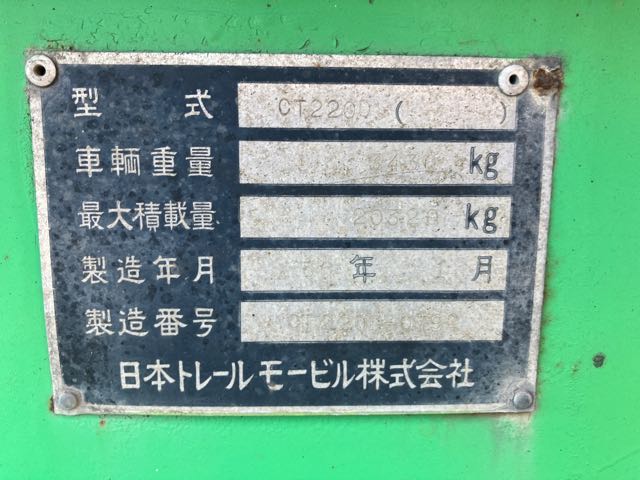 型式 CT220D ( )
車輌重量 kg
最大積載量 kg
製造年月 年 月
製造番号
日本トレールモービル株式会社